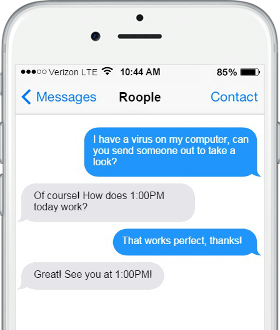 Verizon LTE 10:44 AM 85%
Messages Roople Contact
I have a virus on my computer, can
you send someone out to take a
look?
Of course! How does 1:00PM
today work?
That works perfect, thanks!
Great! See you at 1:00PM!